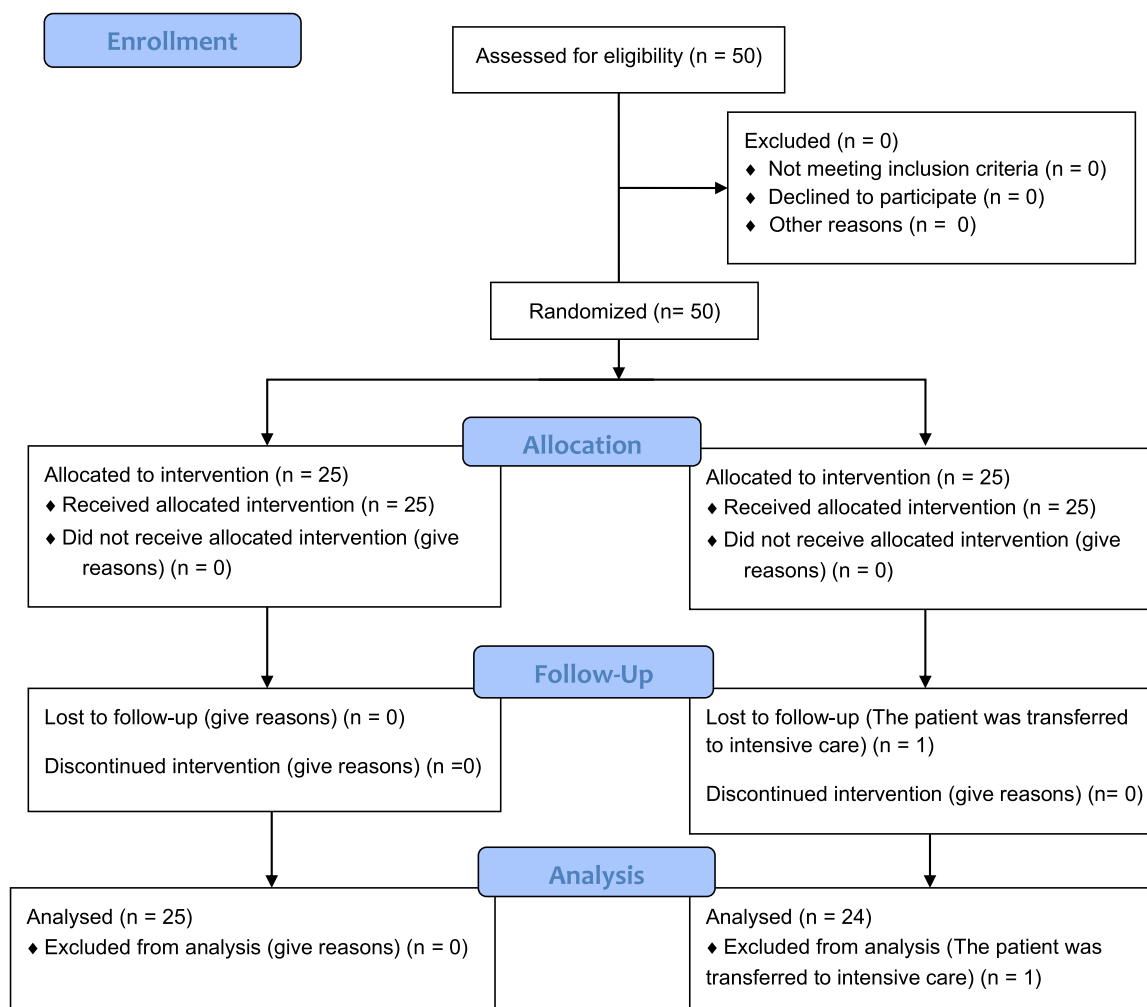 Enrollment
Assessed for eligibility (n = 50)
Excluded (n = 0)
♦ Not meeting inclusion criteria (n = 0)
♦ Declined to participate (n = 0)
♦ Other reasons (n =  0)
Randomized (n= 50)
Allocation
Allocated to intervention (n = 25)
♦ Received allocated intervention (n = 25)
♦ Did not receive allocated intervention (give
reasons) (n = 0)
Allocated to intervention (n = 25)
♦ Received allocated intervention (n = 25)
♦ Did not receive allocated intervention (give
reasons) (n = 0)
Follow-Up
Lost to follow-up (give reasons) (n = 0)
Discontinued intervention (give reasons) (n =0)
Lost to follow-up (The patient was transferred
to intensive care) (n = 1)
Discontinued intervention (give reasons) (n= 0)
Analysis
Analysed (n = 25)
♦ Excluded from analysis (give reasons) (n = 0)
Analysed (n = 24)
♦ Excluded from analysis (The patient was
transferred to intensive care) (n = 1)